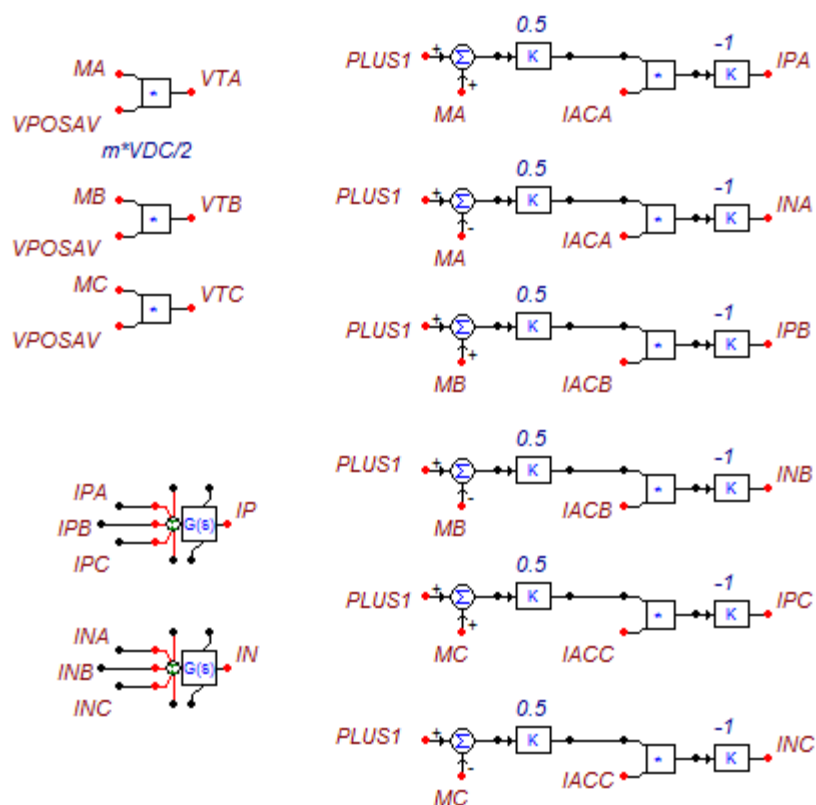 MA
VTA
*
VPOSAV
m*VDC/2
MB
VTB
*
VPOSAV
MC
VTC
*
VPOSAV
IPA
IPB
IPC
G(s)
IP
INA
INB
INC
G(s)
IN
0.5
-1
PLUS1
+
Σ
K
*
K
IPA
+
MA
IACA
0.5
-1
PLUS1
+
Σ
K
*
K
INA
-
MA
IACA
0.5
-1
PLUS1
+
Σ
K
*
K
IPB
+
MB
IACB
0.5
-1
PLUS1
+
Σ
K
*
K
INB
-
MB
IACB
0.5
-1
PLUS1
+
Σ
K
*
K
IPC
+
MC
IACC
0.5
-1
PLUS1
+
Σ
K
*
K
INC
-
MC
IACC